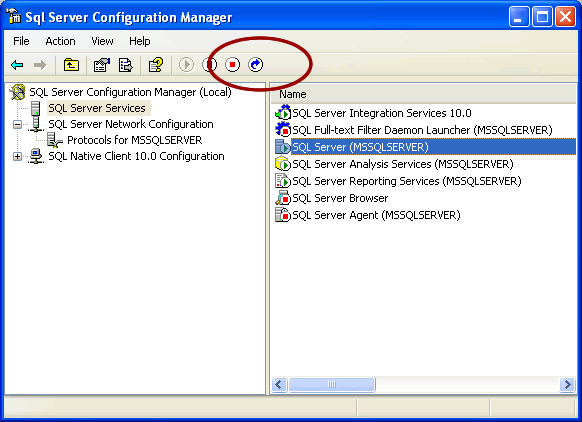 Sql Server Configuration Manager
File Action View Help
SQL Server Configuration Manager (Local)
SQL Server Services
SQL Server Network Configuration
Protocols for MSSQLSERVER
SQL Native Client 10.0 Configuration
Name
SQL Server Integration Services 10.0
SQL Full-text Filter Daemon Launcher (MSSQLSERVER)
SQL Server (MSSQLSERVER)
SQL Server Analysis Services (MSSQLSERVER)
SQL Server Reporting Services (MSSQLSERVER)
SQL Server Browser
SQL Server Agent (MSSQLSERVER)